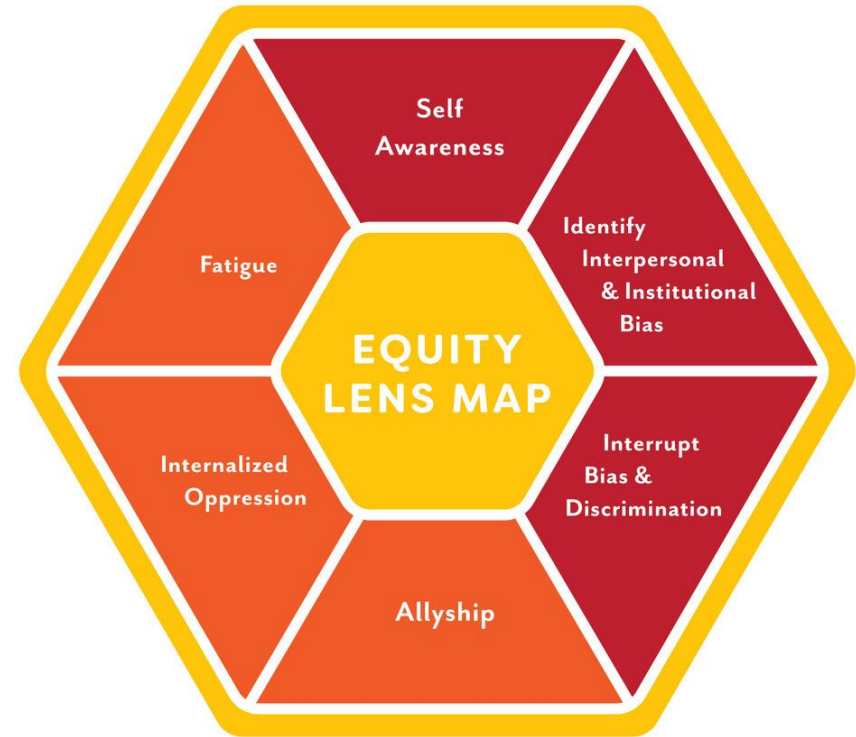 Self
Awareness
Identify
Interpersonal
& Institutional
Bias
Interrupt
Bias &
Discrimination
Allyship
Internalized
Oppression
Fatigue
EQUITY
LENS MAP